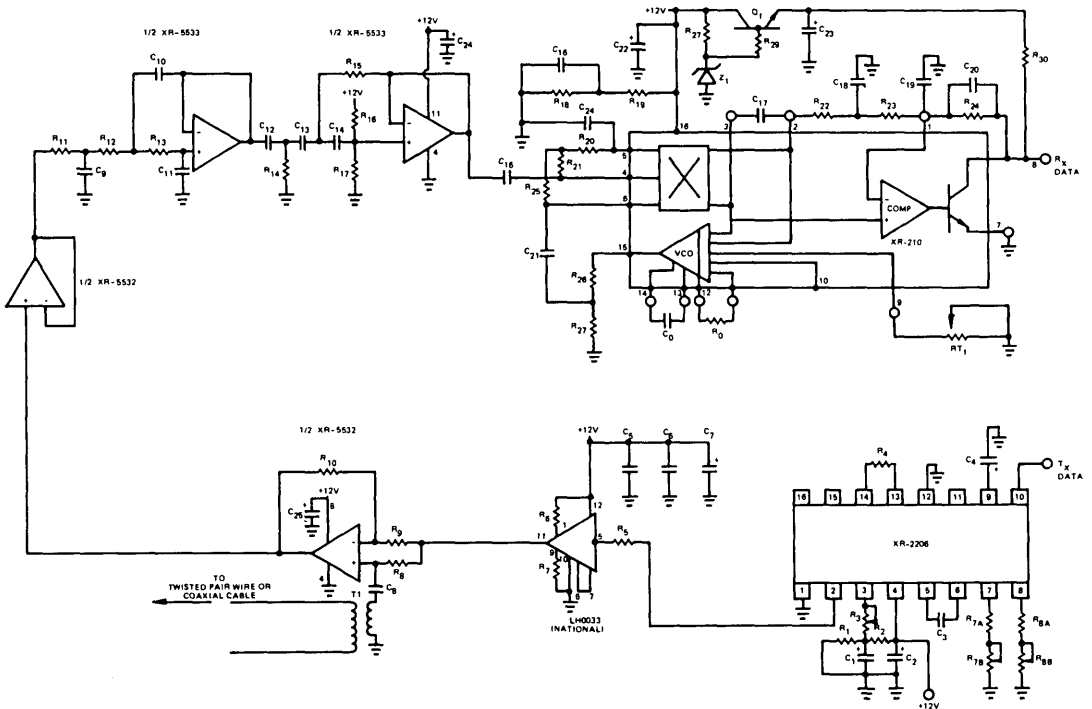 1/2 XR-5533
1/2 XR-5533
+12V
C24
C10
R15
+12V
R16
R11
R12
R13
C9
C11
C12
C13
C14
R14
R17
11
4
C16
+12V
Q1
R27
R29
C22
C23
Z1
R30
C16
R18
R19
C24
R20
R21
R25
C18
C19
C20
C17
R22
R23
R24
16
3
2
1
5
4
6
COMP
XR-210
8
RX
DATA
7
15
VCO
10
C21
R26
R27
14
13
12
C0
R0
9
RT1
1/2 XR-5532
1/2 XR-5532
R10
+12V
C25
8
4
R9
R8
C8
TO
TWISTED PAIR WIRE OR
COAXIAL CABLE
T1
+12V
C5
C6
C7
R6
1
12
11
5
R5
9
10
R7
6
7
LH0033
(NATIONAL)
R4
C4
TX
DATA
16
15
14
13
12
11
9
10
XR-2206
1
2
3
4
5
6
7
8
C3
R3
R1
R2
C1
C2
R7A
R7B
R8A
R8B
+12V